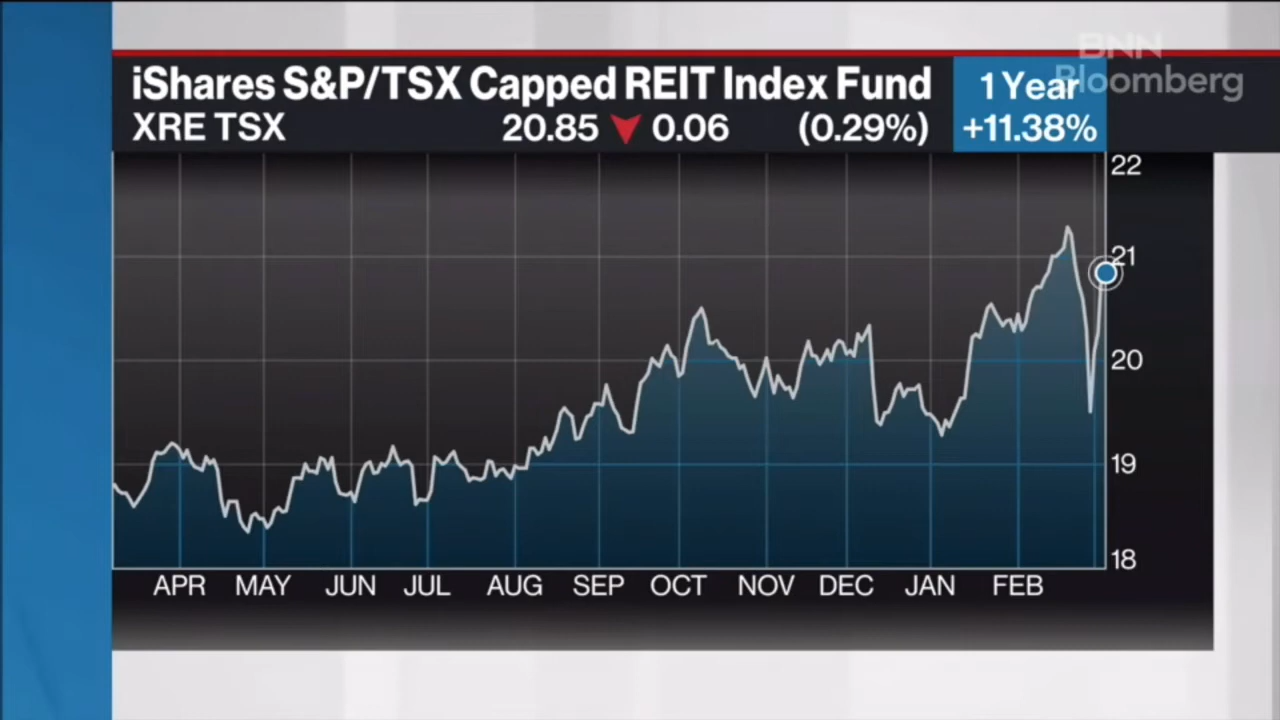 BNN
Bloomberg
iShares S&P/TSX Capped REIT Index Fund
1 Year
XRE TSX
20.85 ▼ 0.06 (0.29%)
+11.38%
22
21
20
19
18
APR MAY JUN JUL AUG SEP OCT NOV DEC JAN FEB